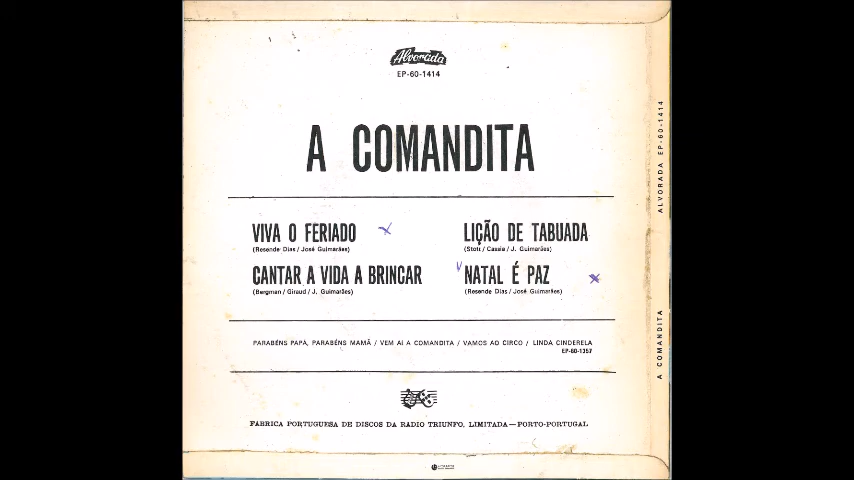 Alvorada
EP-60-1414
A COMANDITA
VIVA O FERIADO
(Resende Dias / José Guimarães)
CANTAR A VIDA A BRINCAR
(Bergman / Giraud / J. Guimarães)
LIÇÃO DE TABUADA
(Stott / Cassia / J. Guimarães)
NATAL É PAZ
(Resende Dias / José Guimarães)
PARABÉNS PAPÁ, PARABÉNS MAMÃ / VEM AÍ A COMANDITA / VAMOS AO CIRCO / LINDA CINDERELA
EP-60-1357
FÁBRICA PORTUGUESA DE DISCOS DA RADIO TRIUNFO, LIMITADA — PORTO-PORTUGAL
ALVORADA EP-60-1414
A COMANDITA